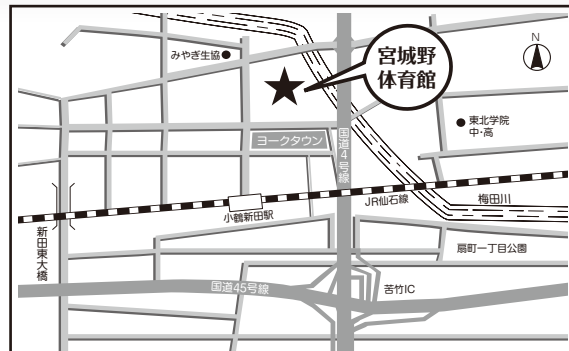 宮城野
体育館
N
みやぎ生協
東北学院
中・高
ヨークタウン
国道4号線
JR仙石線
梅田川
小鶴新田駅
新田東大橋
扇町一丁目公園
国道45号線
苦竹IC